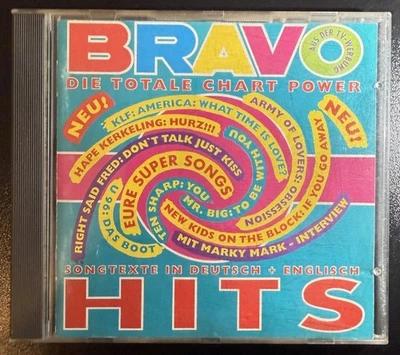 BRAVO
AUS DER TV-WERBUNG
DIE TOTALE CHART POWER
NEU!
NEU!
KLF: AMERICA: WHAT TIME IS LOVE?
HAPE KERKELING: HURZ!!!
ARMY OF LOVERS: OBSESSION
RIGHT SAID FRED: DON'T TALK JUST KISS
EURE SUPER SONGS
U 96: DAS BOOT
TEN SHARP: YOU
MR. BIG: TO BE WITH YOU
NEW KIDS ON THE BLOCK: IF YOU GO AWAY
MIT MARKY MARK - INTERVIEW
SONGTEXTE IN DEUTSCH + ENGLISCH
HITS